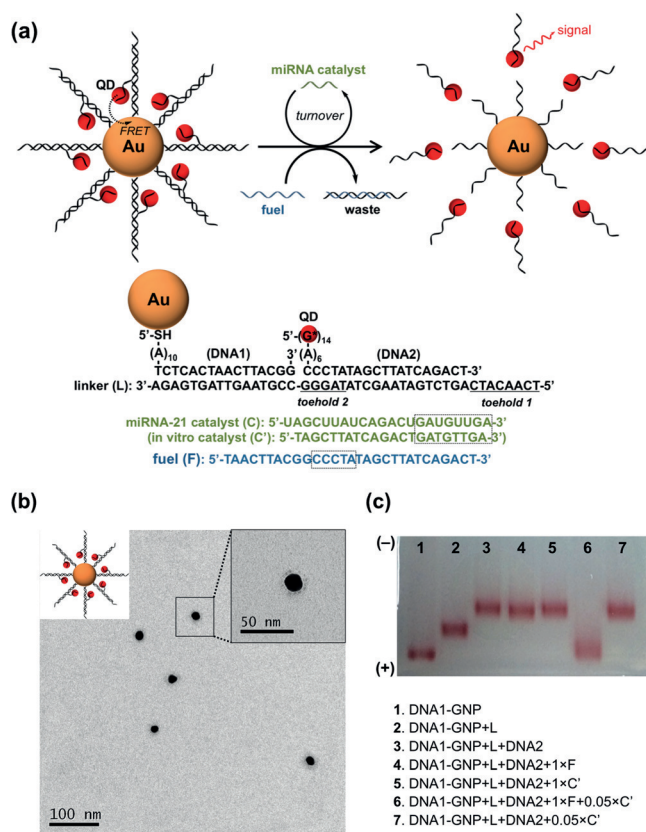 (a)
QD
FRET
Au
miRNA catalyst
turnover
fuel
waste
signal
Au
Au
5'-SH
(A)10
(DNA1)
QD
5'-(G*)14
3' (A)6
(DNA2)
TCTCACTAACTTACGG CCCTATAGCTTATCAGACT-3'
linker (L): 3'-AGAGTGATTGAATGCC-GGGATATCGAATAGTCTGACTACAACT-5'
toehold 2
toehold 1
miRNA-21 catalyst (C): 5'-UAGCUUAUCAGACUGAUGUUGA-3'
(in vitro catalyst (C'): 5'-TAGCTTATCAGACTGATGTTGA-3')
fuel (F): 5'-TAACTTACGGCCCTATAGCTTATCAGACT-3'
(b)
50 nm
100 nm
(c)
(−)
1 2 3 4 5 6 7
(+)
1. DNA1-GNP
2. DNA1-GNP+L
3. DNA1-GNP+L+DNA2
4. DNA1-GNP+L+DNA2+1×F
5. DNA1-GNP+L+DNA2+1×C'
6. DNA1-GNP+L+DNA2+1×F+0.05×C'
7. DNA1-GNP+L+DNA2+0.05×C'